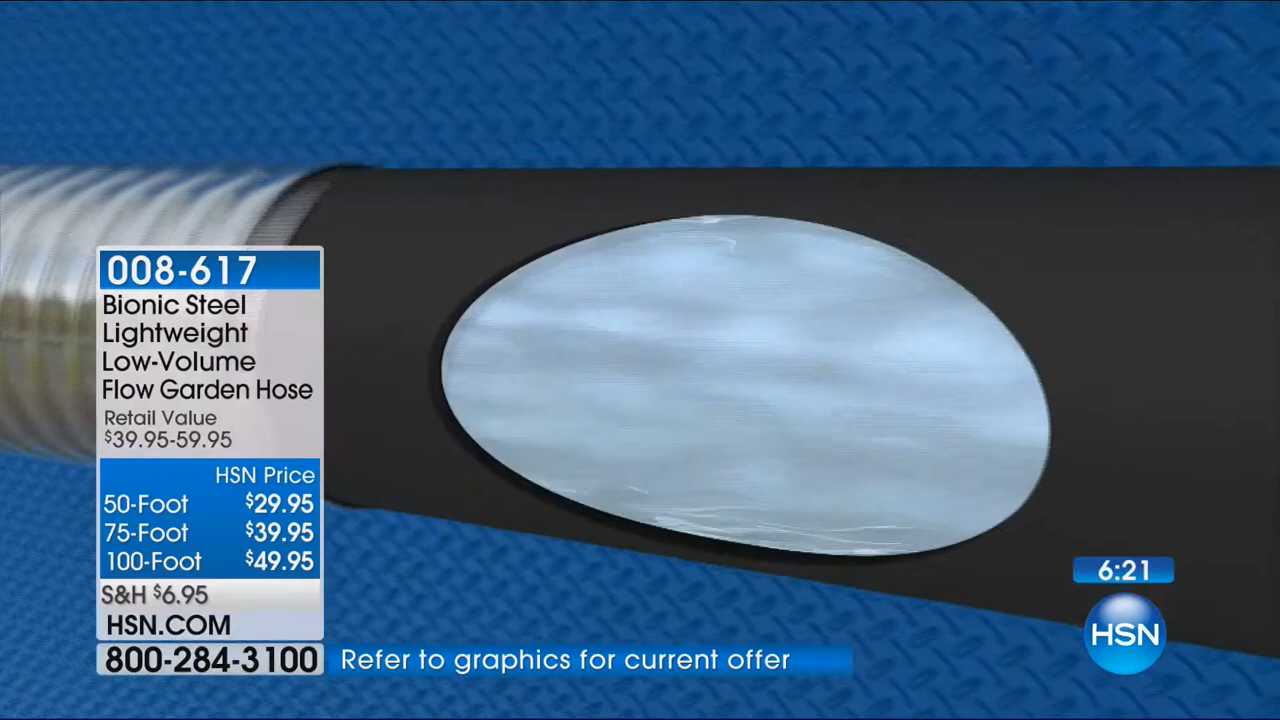 008-617
Bionic Steel
Lightweight
Low-Volume
Flow Garden Hose
Retail Value
$39.95-59.95
HSN Price
50-Foot $29.95
75-Foot $39.95
100-Foot $49.95
S&H $6.95
HSN.COM
800-284-3100
Refer to graphics for current offer
6:21
HSN